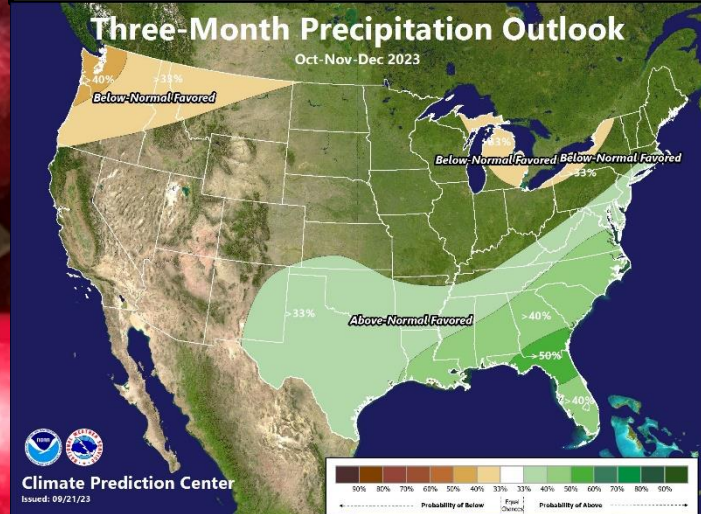 Three-Month Precipitation Outlook
Oct-Nov-Dec 2023
>40%
>33%
Below-Normal Favored
>33%
Below-Normal Favored
Below-Normal Favored
>33%
>33%
Above-Normal Favored
>40%
>50%
>40%
NOAA
Climate Prediction Center
Issued: 09/21/23
90% 80% 70% 60% 50% 40% 33% 33% 40% 50% 60% 70% 80% 90%
Probability of Below Equal Chances Probability of Above